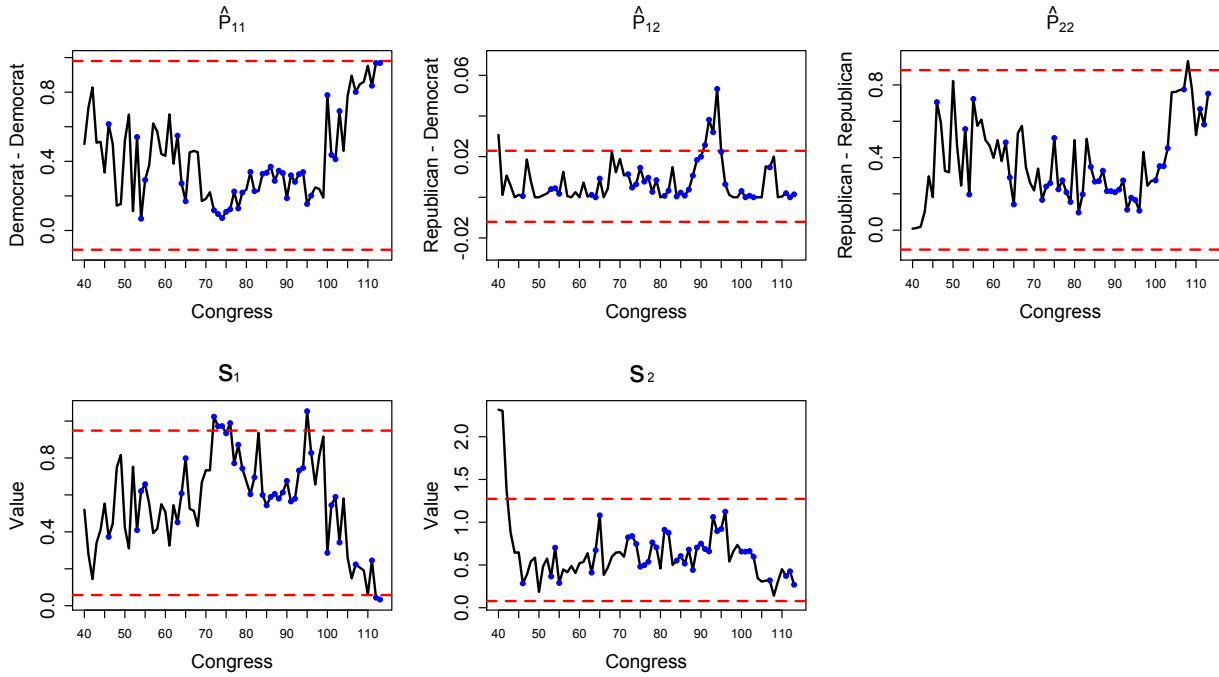 P̂₁₁
Democrat - Democrat
0.0 0.4 0.8
40 50 60 70 80 90 100 110
Congress
P̂₁₂
Republican - Democrat
-0.02 0.02 0.06
40 50 60 70 80 90 100 110
Congress
P̂₂₂
Republican - Republican
0.0 0.4 0.8
40 50 60 70 80 90 100 110
Congress
S₁
Value
0.0 0.4 0.8
40 50 60 70 80 90 100 110
Congress
S₂
Value
0.0 0.5 1.0 1.5 2.0
40 50 60 70 80 90 100 110
Congress